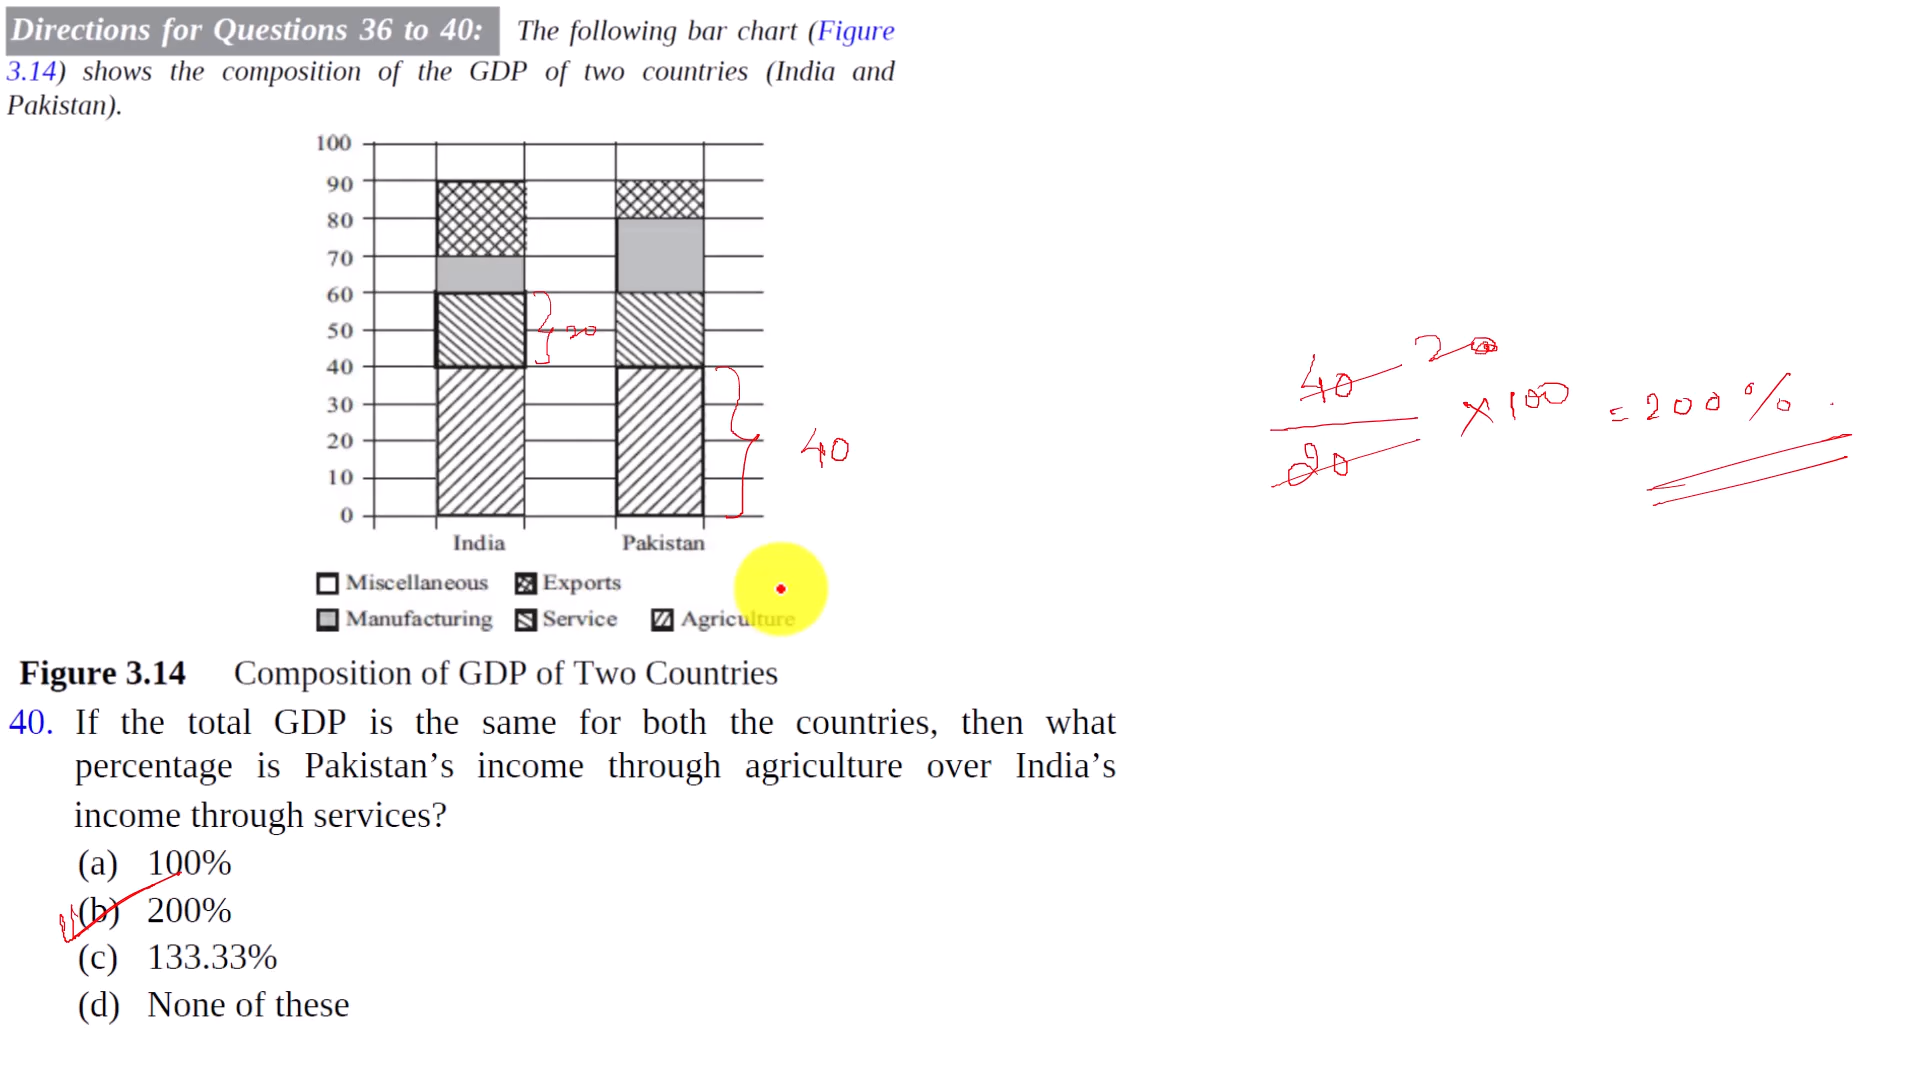 Directions for Questions 36 to 40: The following bar chart (Figure
3.14) shows the composition of the GDP of two countries (India and
Pakistan).
100
90
80
70
60
50
40
30
20
10
0
20
40
India Pakistan
Miscellaneous Exports
Manufacturing Service Agriculture
Figure 3.14 Composition of GDP of Two Countries
40. If the total GDP is the same for both the countries, then what
percentage is Pakistan’s income through agriculture over India’s
income through services?
(a) 100%
(b) 200%
(c) 133.33%
(d) None of these
40 2
20 × 100 = 200 % .